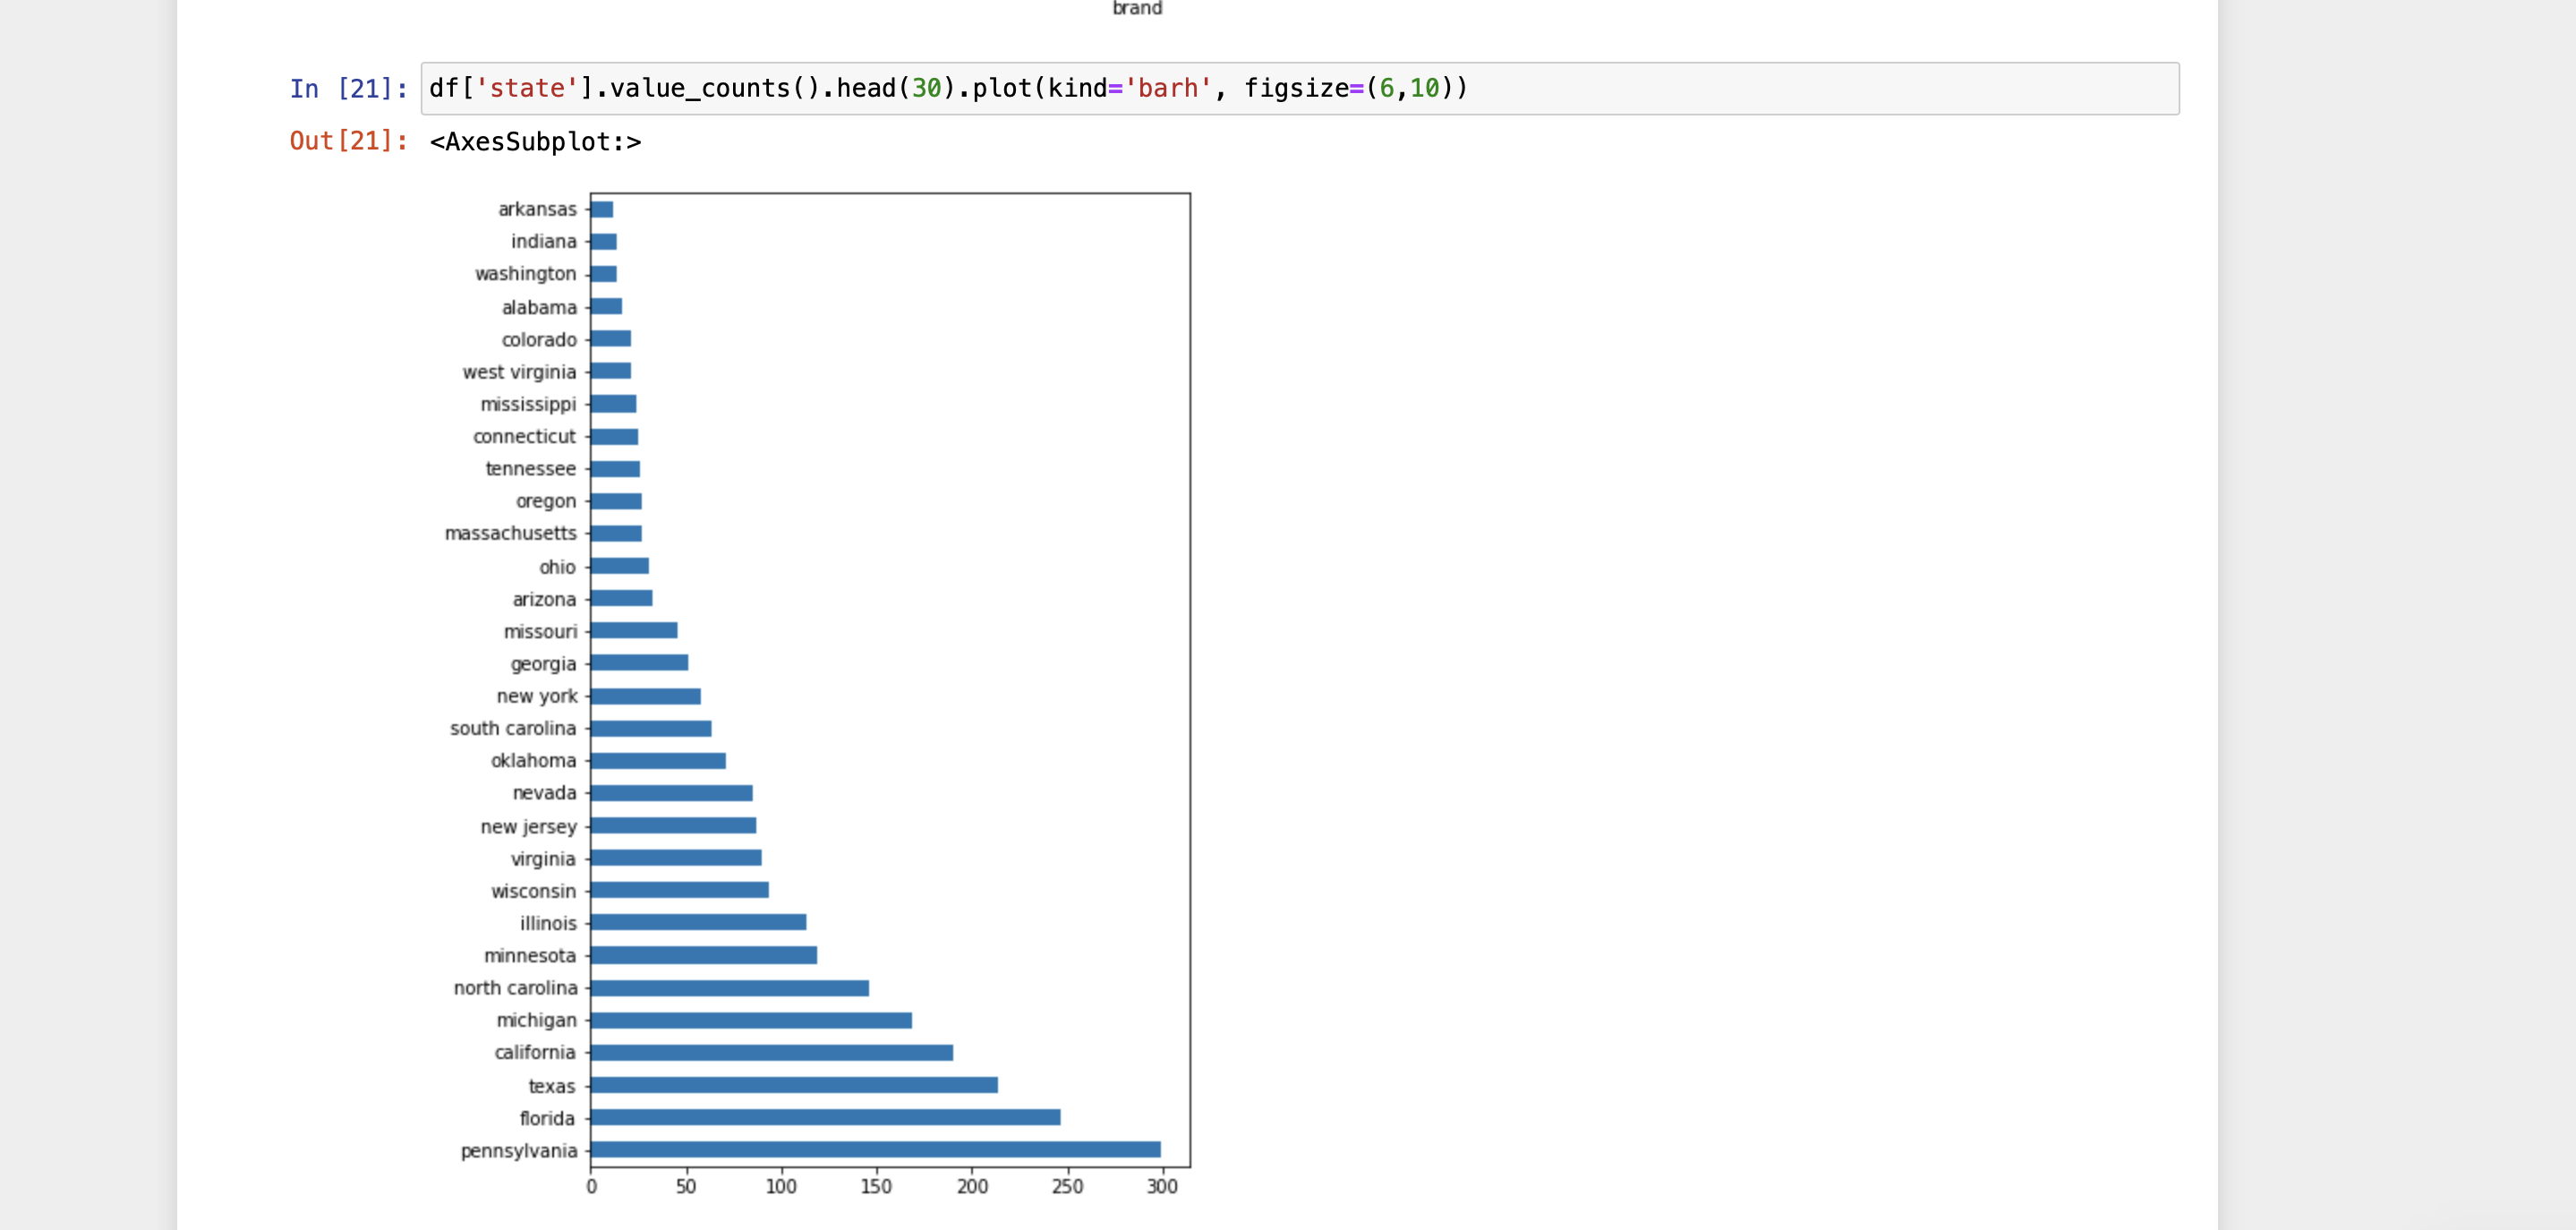 brand
In [21]: df['state'].value_counts().head(30).plot(kind='barh', figsize=(6,10))
Out[21]: <AxesSubplot:>
arkansas
indiana
washington
alabama
colorado
west virginia
mississippi
connecticut
tennessee
oregon
massachusetts
ohio
arizona
missouri
georgia
new york
south carolina
oklahoma
nevada
new jersey
virginia
wisconsin
illinois
minnesota
north carolina
michigan
california
texas
florida
pennsylvania
0 50 100 150 200 250 300